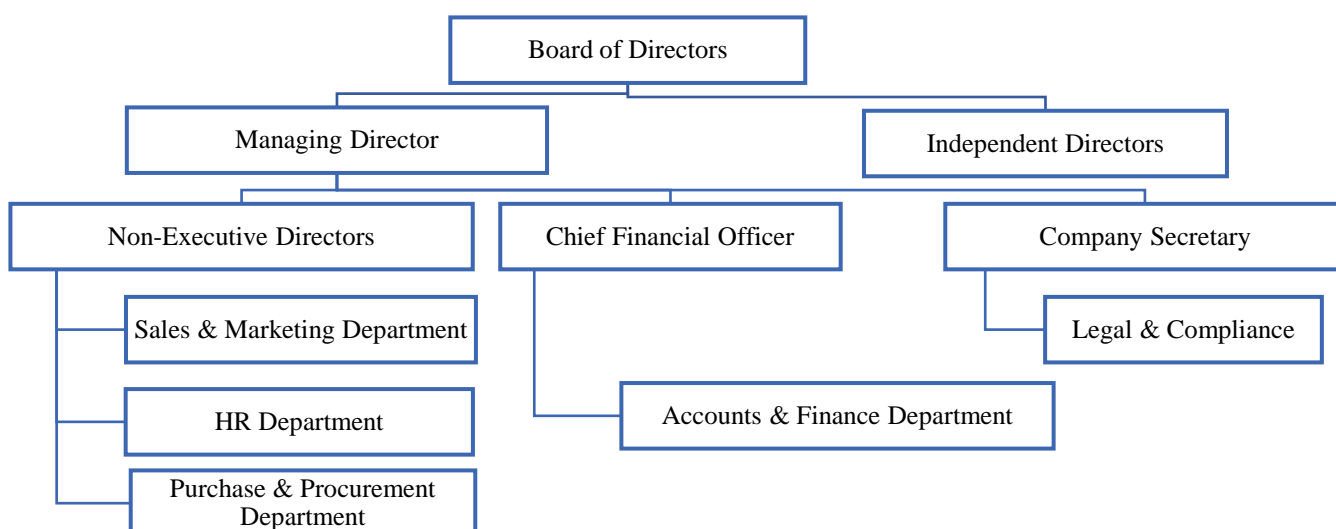 Board of Directors
Managing Director
Independent Directors
Non-Executive Directors
Chief Financial Officer
Company Secretary
Sales & Marketing Department
Legal & Compliance
HR Department
Accounts & Finance Department
Purchase & Procurement
Department